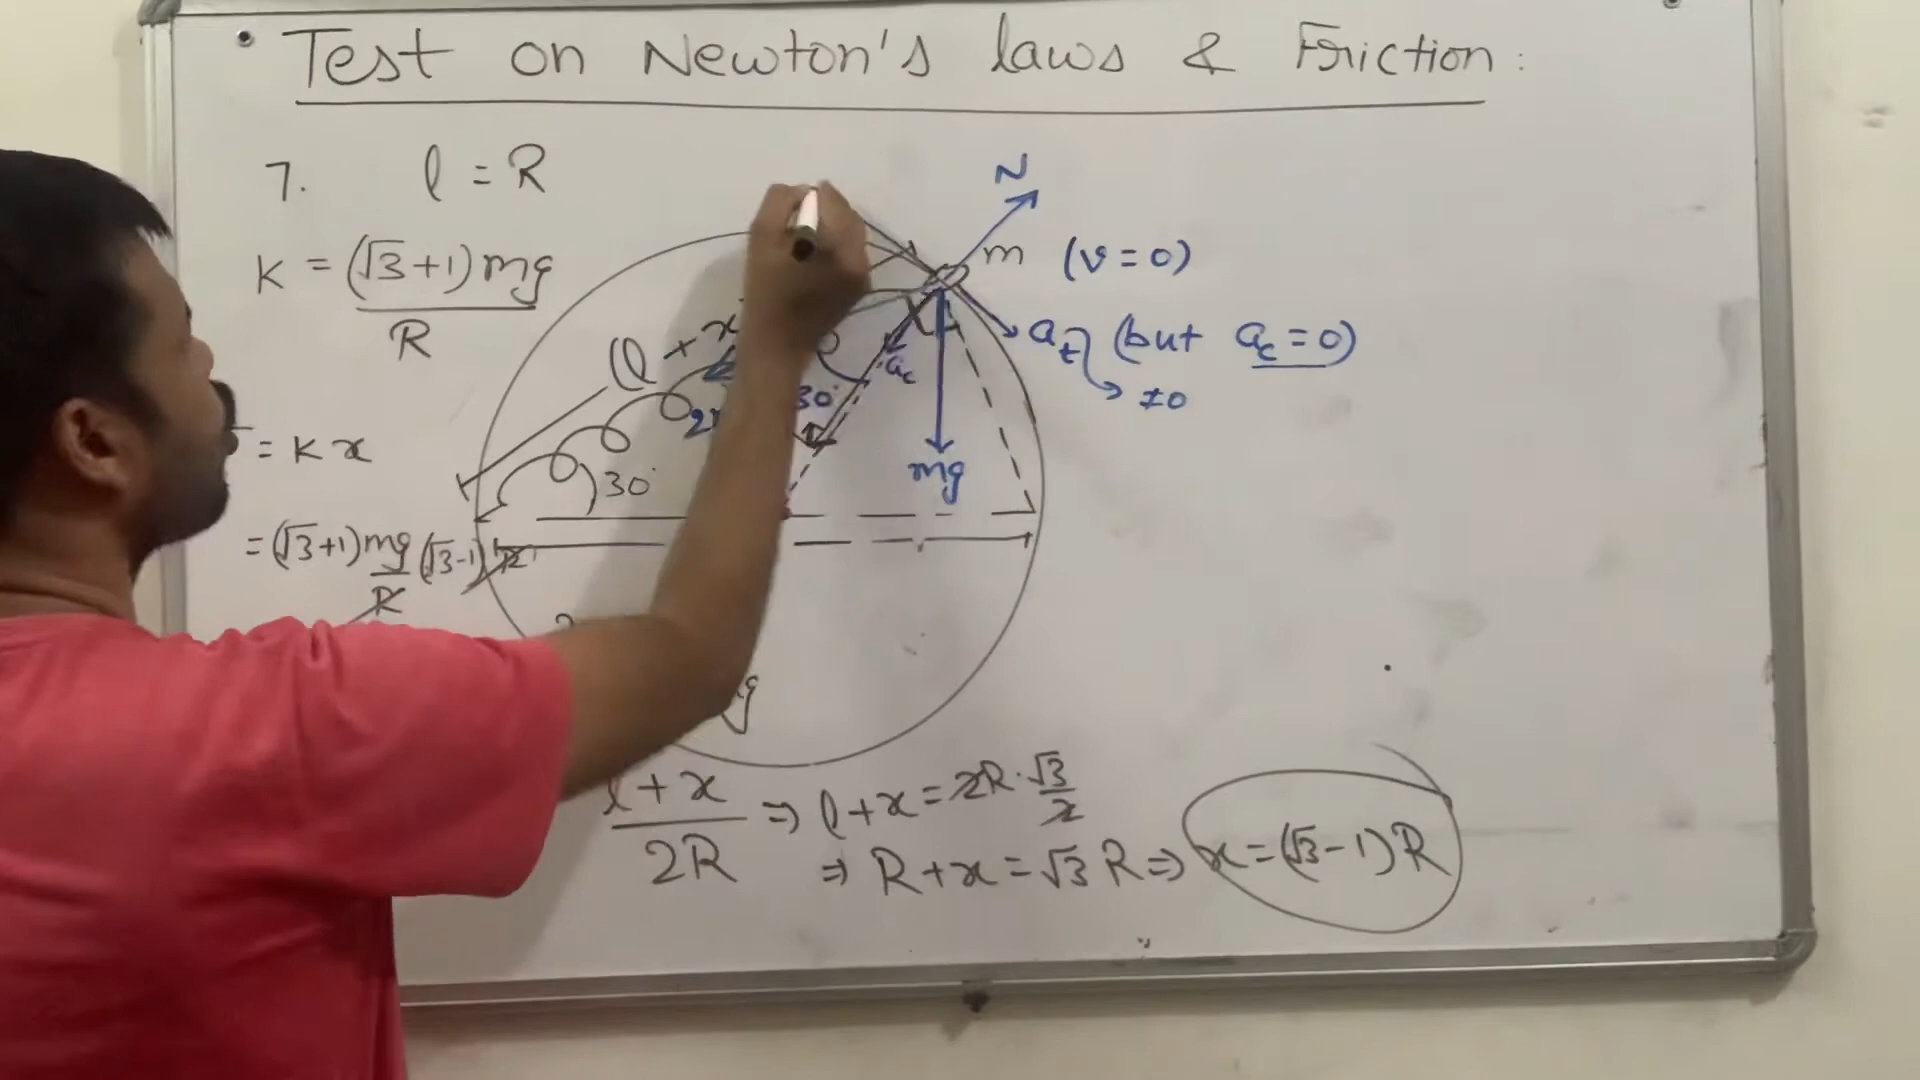 Test on Newton's laws & Friction :
7. l = R
N
m (v = 0)
K = (√3+1) mg / R
l + x
a_t (but a_c = 0)
≠ 0
a_c
30°
= K x
30°
mg
= (√3+1) mg / R (√3-1) R
l + x / 2R ⇒ l + x = 2R · √3 / 2
⇒ R + x = √3 R ⇒ x = (√3 - 1) R